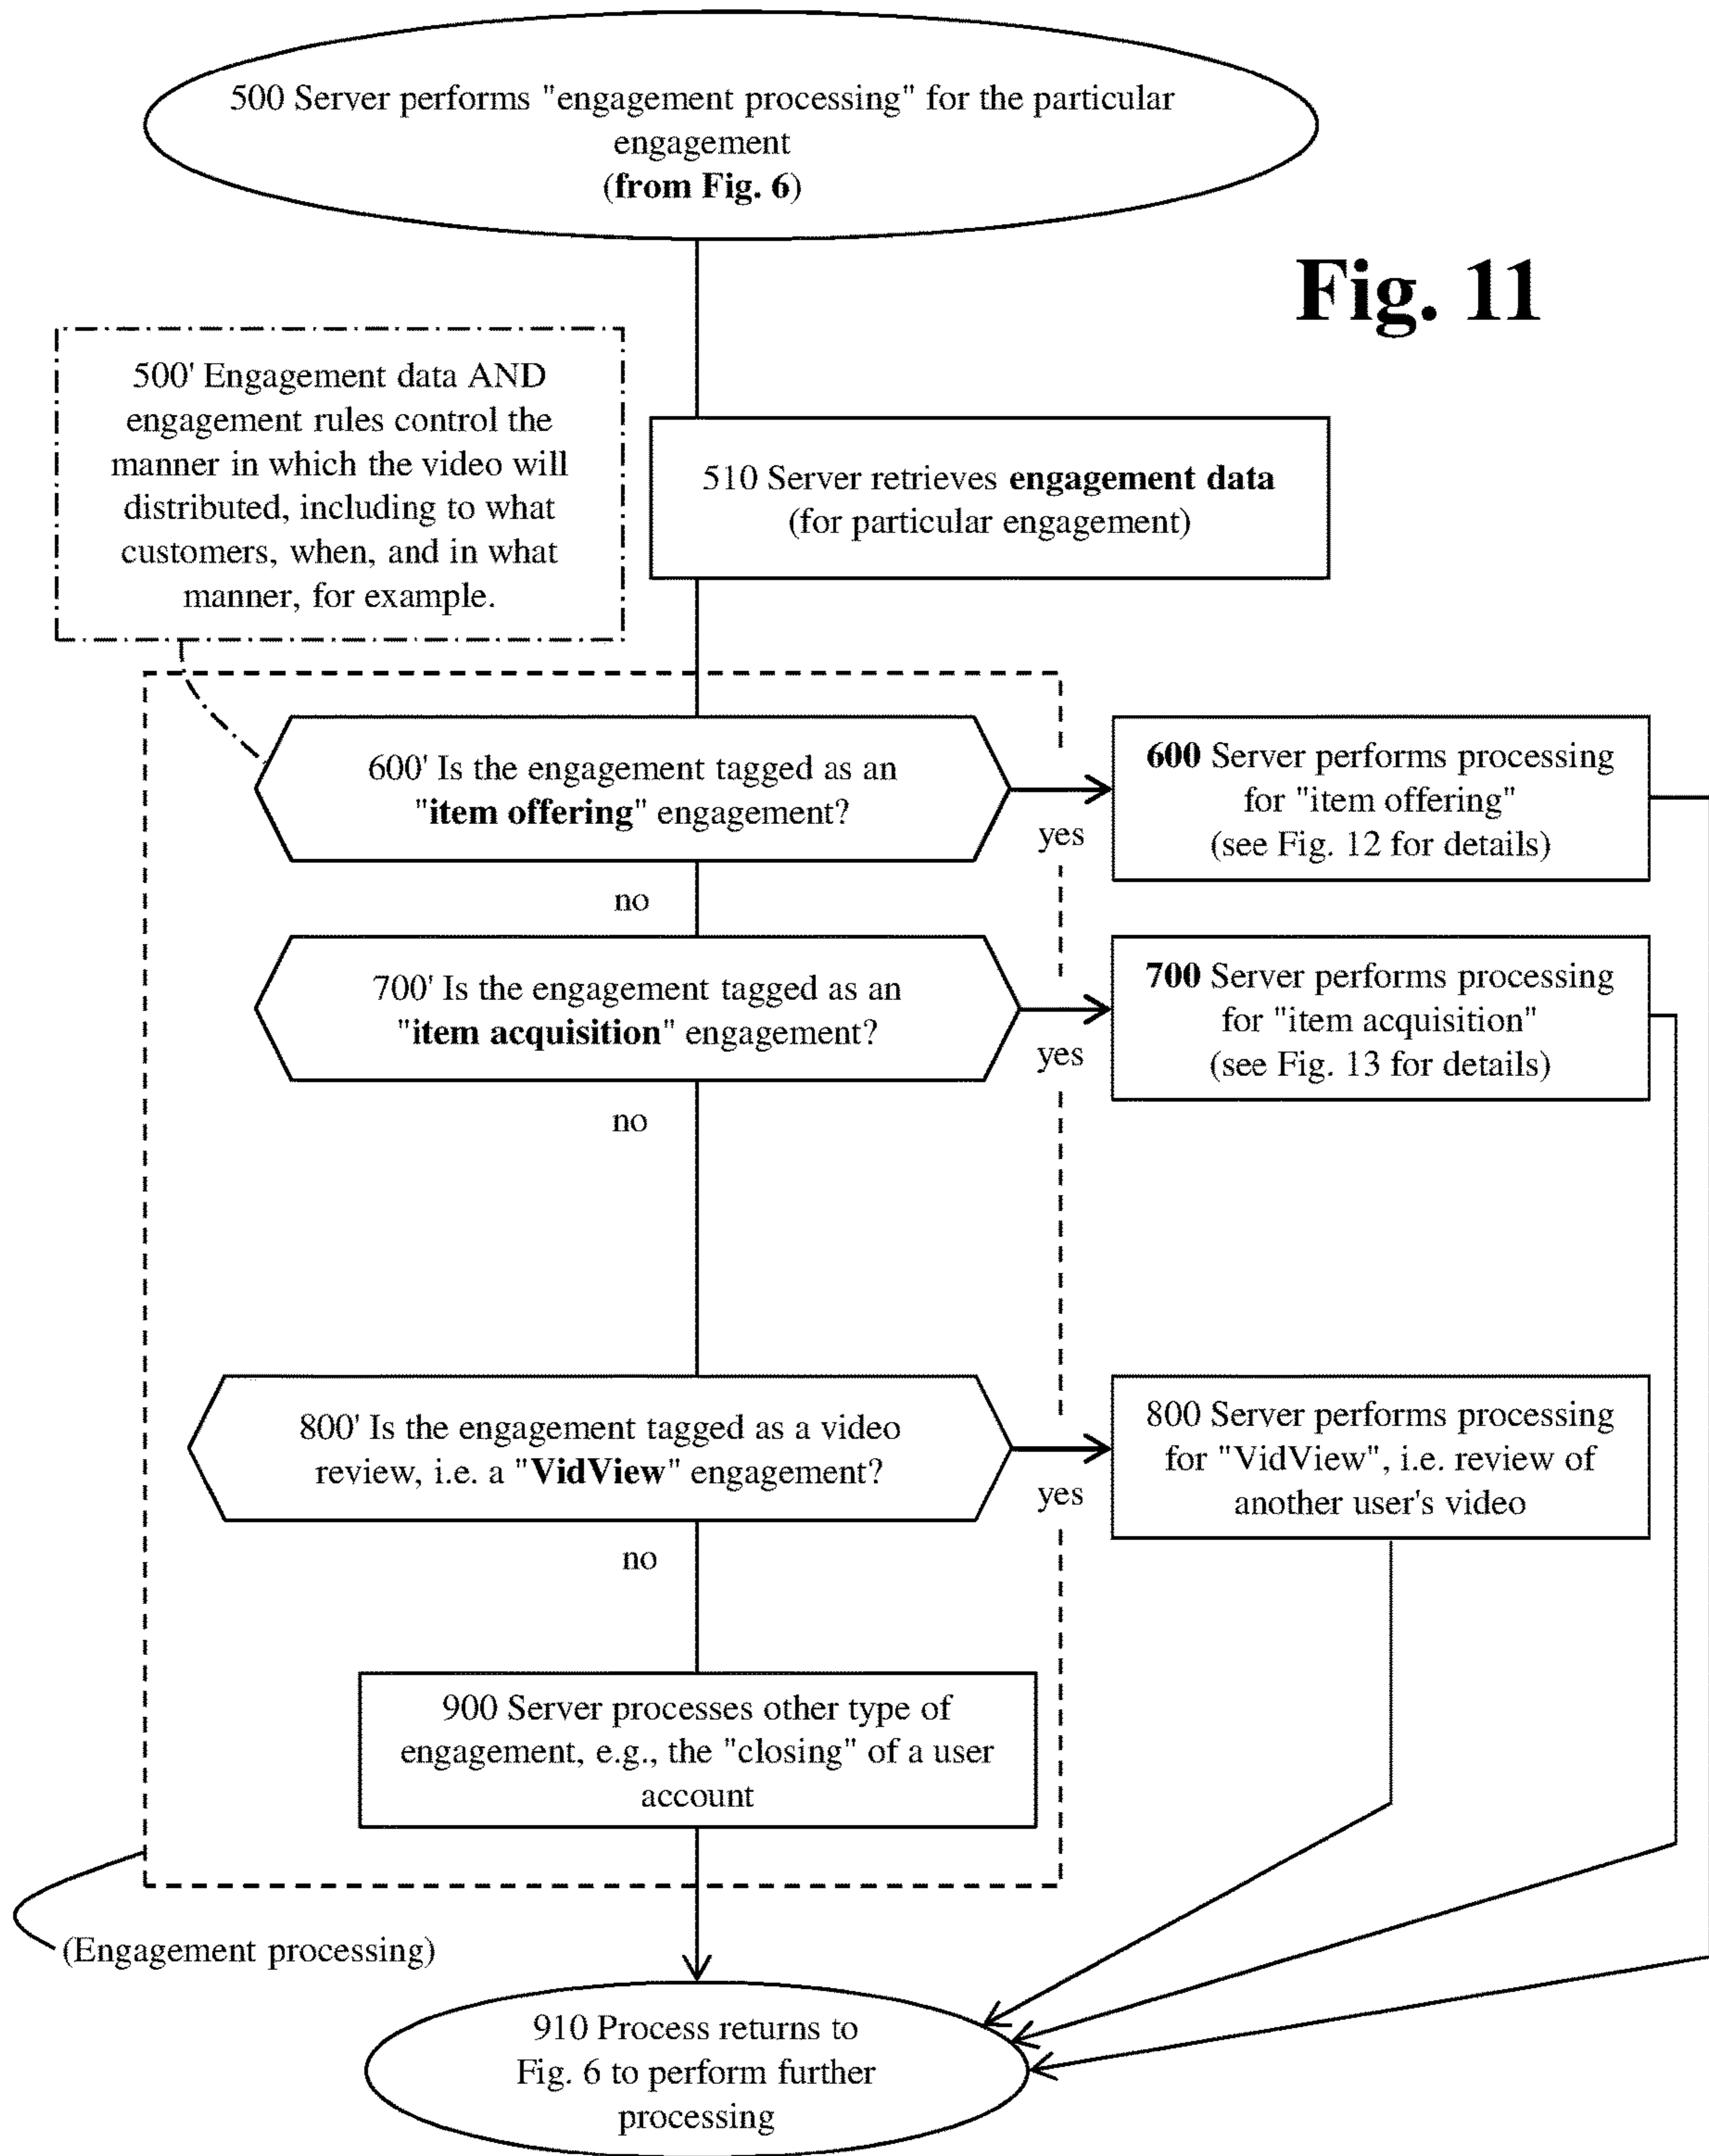 500 Server performs "engagement processing" for the particular
engagement
(from Fig. 6)
Fig. 11
500' Engagement data AND
engagement rules control the
manner in which the video will
distributed, including to what
customers, when, and in what
manner, for example.
510 Server retrieves engagement data
(for particular engagement)
600' Is the engagement tagged as an
"item offering" engagement?
yes
600 Server performs processing
for "item offering"
(see Fig. 12 for details)
no
700' Is the engagement tagged as an
"item acquisition" engagement?
yes
700 Server performs processing
for "item acquisition"
(see Fig. 13 for details)
no
800' Is the engagement tagged as a video
review, i.e. a "VidView" engagement?
yes
800 Server performs processing
for "VidView", i.e. review of
another user's video
no
900 Server processes other type of
engagement, e.g., the "closing" of a user
account
(Engagement processing)
910 Process returns to
Fig. 6 to perform further
processing